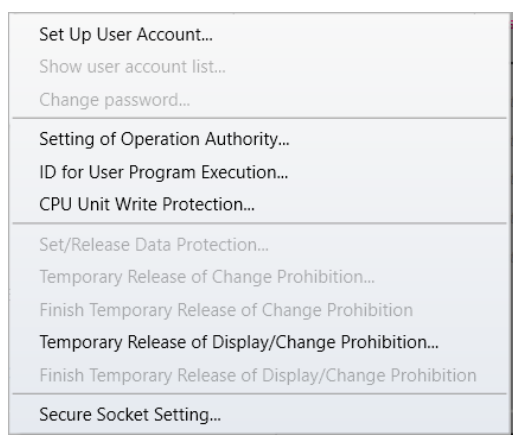 Set Up User Account...
Show user account list...
Change password...
Setting of Operation Authority...
ID for User Program Execution...
CPU Unit Write Protection...
Set/Release Data Protection...
Temporary Release of Change Prohibition...
Finish Temporary Release of Change Prohibition
Temporary Release of Display/Change Prohibition...
Finish Temporary Release of Display/Change Prohibition
Secure Socket Setting...